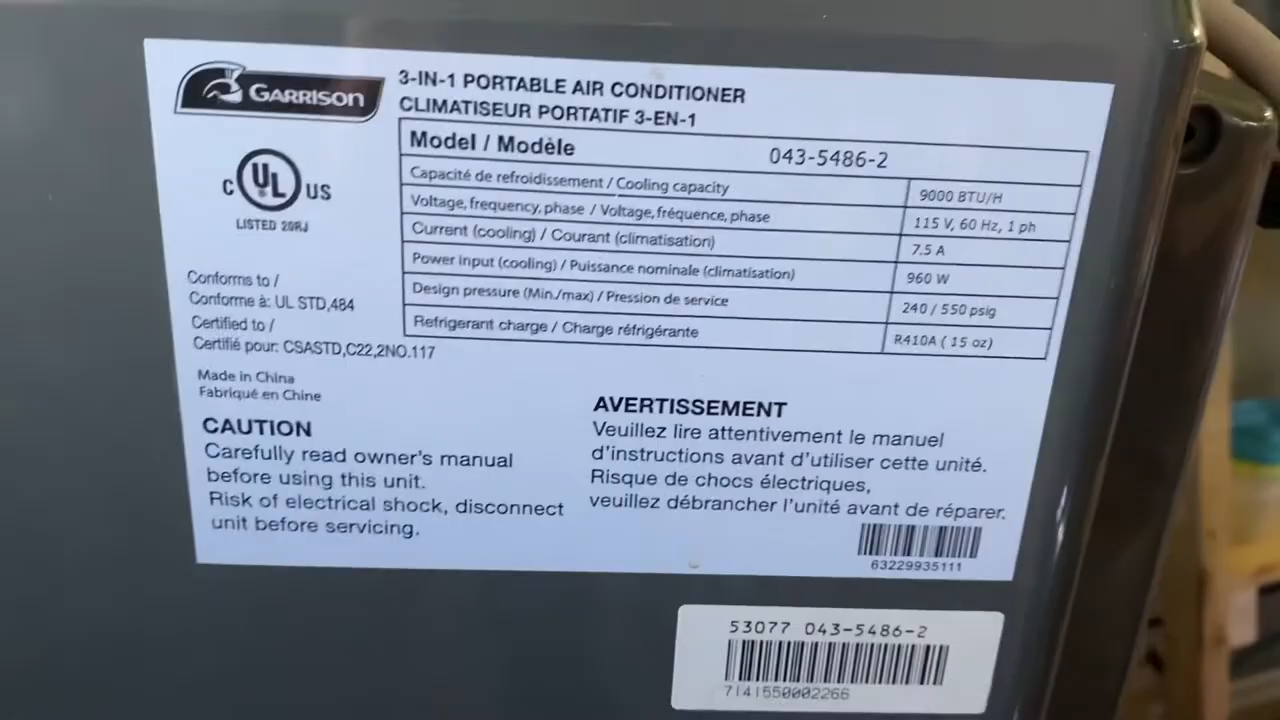 GARRISON
3-IN-1 PORTABLE AIR CONDITIONER
CLIMATISEUR PORTATIF 3-EN-1
Model / Modèle 043-5486-2
Capacité de refroidissement / Cooling capacity 9000 BTU/H
Voltage, frequency, phase / Voltage, fréquence, phase 115 V, 60 Hz, 1 ph
Current (cooling) / Courant (climatisation) 7.5 A
Power input (cooling) / Puissance nominale (climatisation) 960 W
Design pressure (Min./max) / Pression de service 240 / 550 psig
Refrigerant charge / Charge réfrigérante R410A ( 15 oz)
C UL US
LISTED 20RJ
Conforms to /
Conforme à: UL STD,484
Certified to /
Certifié pour: CSASTD,C22,2NO.117
Made in China
Fabriqué en Chine
CAUTION
Carefully read owner's manual
before using this unit.
Risk of electrical shock, disconnect
unit before servicing.
AVERTISSEMENT
Veuillez lire attentivement le manuel
d'instructions avant d'utiliser cette unité.
Risque de chocs électriques,
veuillez débrancher l'unité avant de réparer.
63229935111
53077 043-5486-2
7141550002266